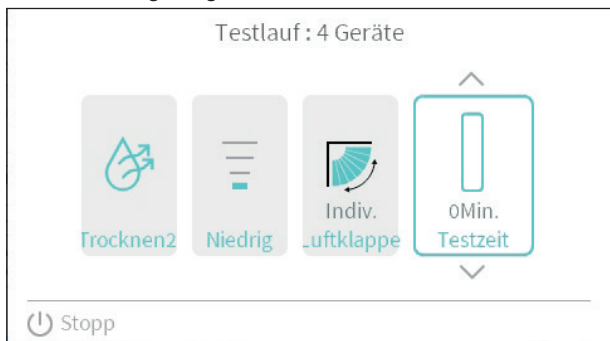 Testlauf : 4 Geräte
Indiv.
0Min.
Trocknen2
Niedrig
Luftklappe
Testzeit
Stopp